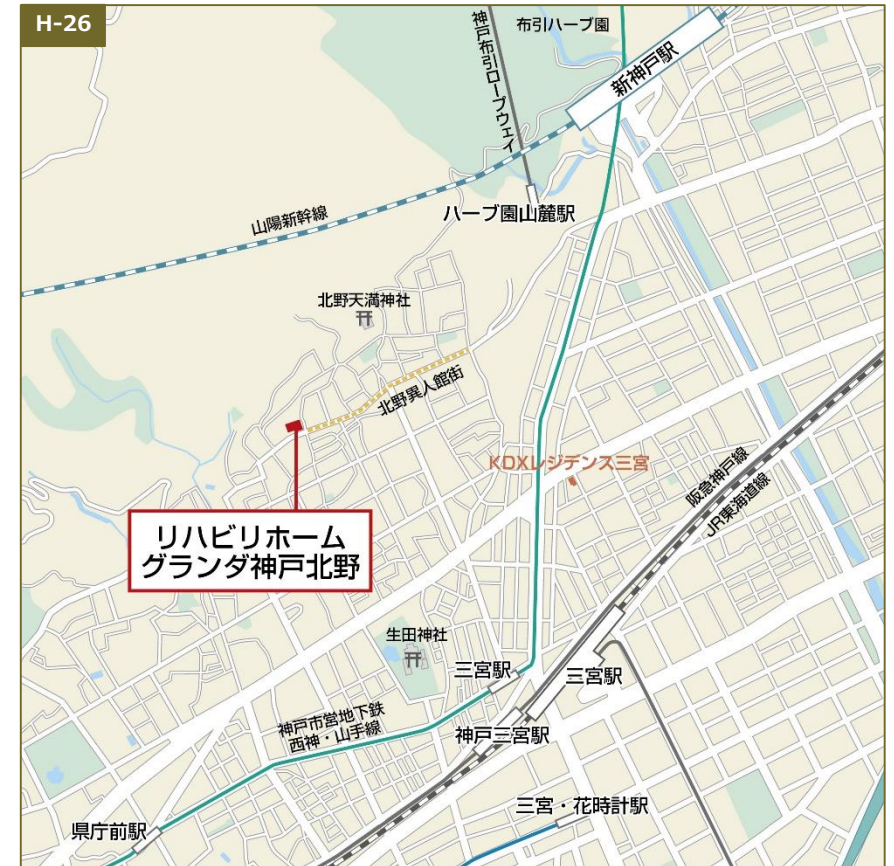 H-26
布引ハーブ園
神戸布引ロープウェイ
新神戸駅
山陽新幹線
ハーブ園山麓駅
北野天満神社
北野異人館街
KDXレジデンス三宮
阪急神戸線
JR東海道線
リハビリホーム
グランダ神戸北野
生田神社
三宮駅
三宮駅
神戸市営地下鉄
西神・山手線
神戸三宮駅
三宮・花時計駅
県庁前駅